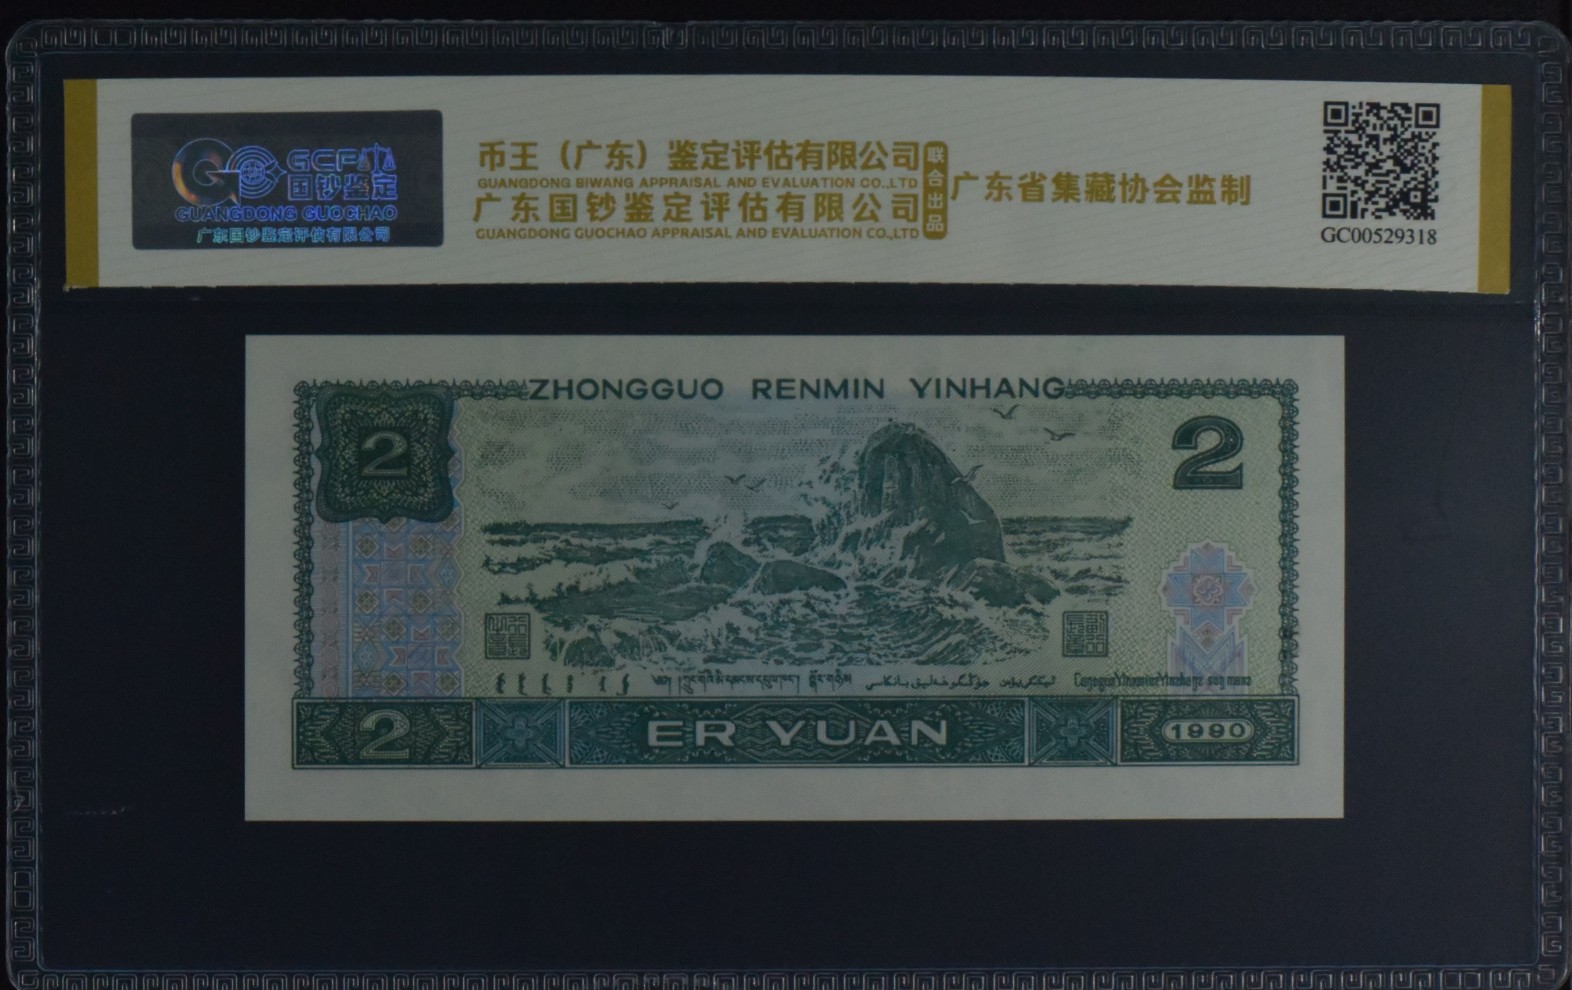 GCF
国钞鉴定
GUANGDONG GUOCHAO
广东国钞鉴定评估有限公司
币王（广东）鉴定评估有限公司
GUANGDONG BIWANG APPRAISAL AND EVALUATION CO.,LTD
广东国钞鉴定评估有限公司
GUANGDONG GUOCHAO APPRAISAL AND EVALUATION CO.,LTD
联合出品
广东省集藏协会监制
GC00529318
ZHONGGUO RENMIN YINHANG
2
2
2
ER YUAN
1990